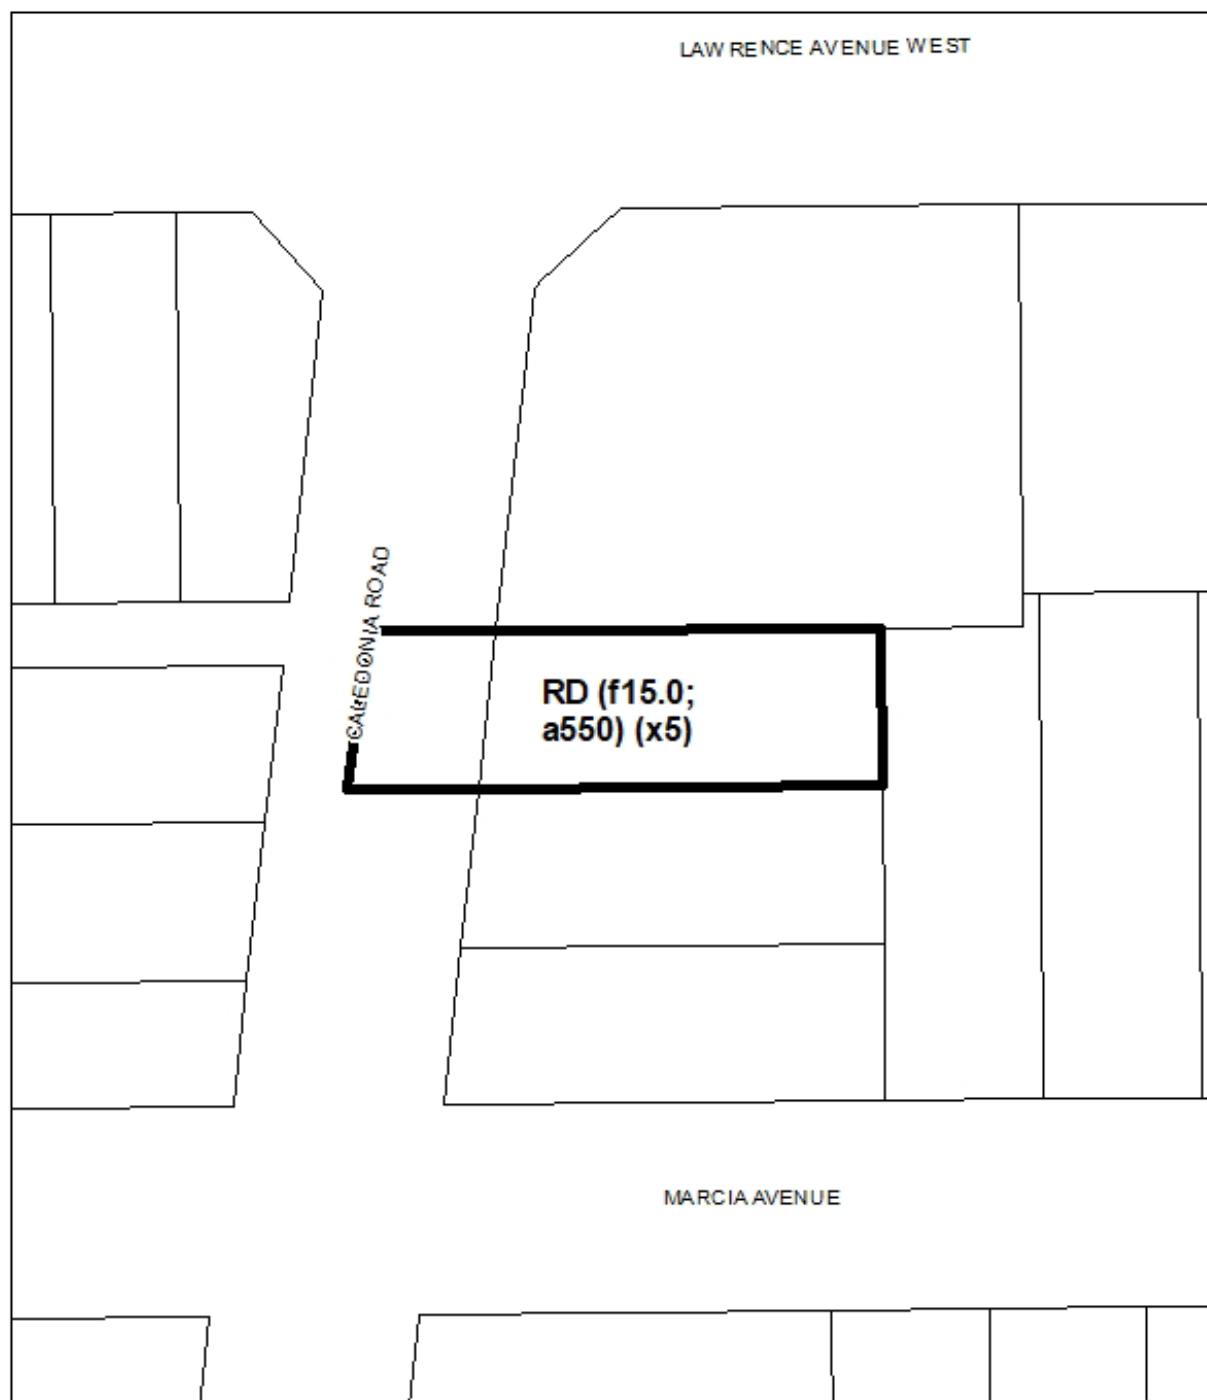 LAWRENCE AVENUE WEST
CALEDONIA ROAD
RD (f15.0;
a550) (x5)
MARCIA AVENUE